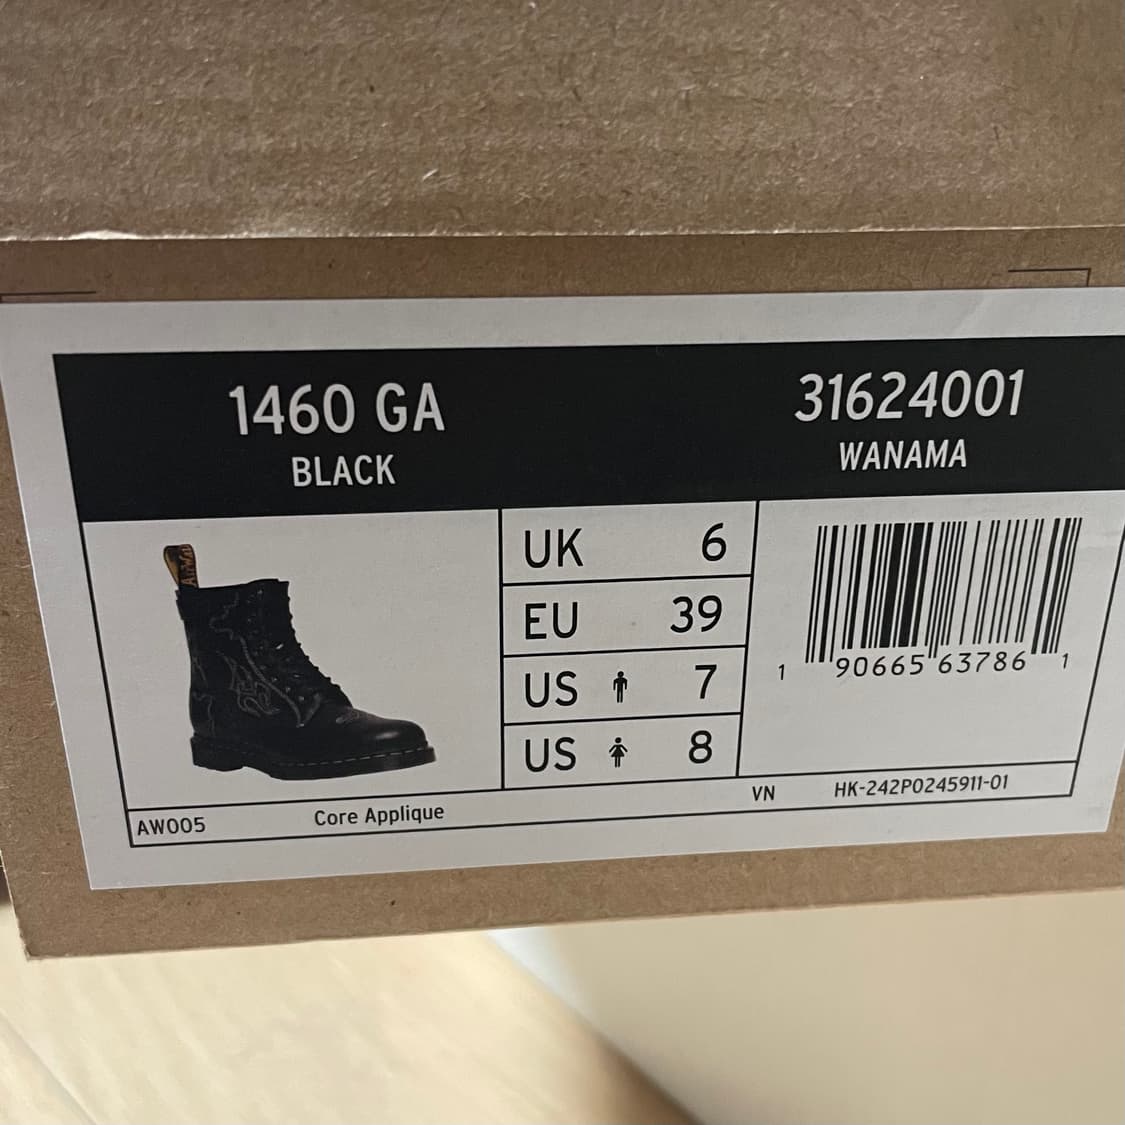 1460 GA
BLACK
31624001
WANAMA
UK 6
EU 39
US 7
US 8
1 90665 63786 1
AW005
Core Applique
VN
HK-242P0245911-01